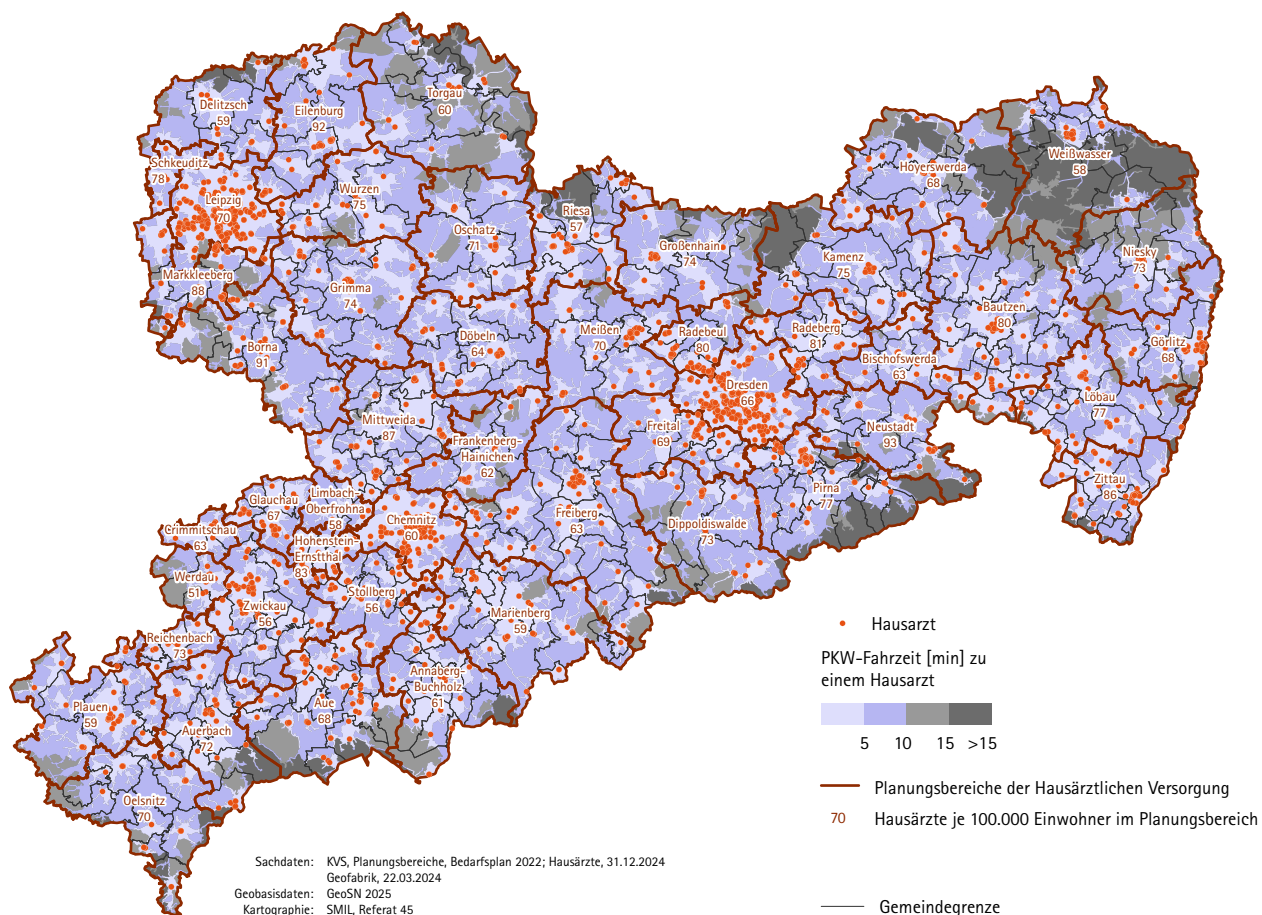 Delitzsch
59
Eilenburg
92
Torgau
60
Schkeuditz
78
Leipzig
70
Wurzen
75
Oschatz
71
Riesa
57
Großenhain
74
Hoyerswerda
68
Weißwasser
58
Markkleeberg
88
Grimma
74
Kamenz
75
Niesky
73
Bautzen
80
Borna
91
Döbeln
64
Meißen
70
Radebeul
80
Radeberg
81
Bischofswerda
63
Görlitz
68
Dresden
66
Löbau
77
Mittweida
87
Frankenberg-
Hainichen
62
Freital
69
Neustadt
93
Zittau
86
Pirna
77
Glauchau
67
Limbach-
Oberfrohna
58
Chemnitz
60
Freiberg
63
Dippoldiswalde
73
Crimmitschau
63
Hohenstein-
Ernstthal
83
Werdau
51
Zwickau
56
Stollberg
56
Marienberg
59
Reichenbach
73
Annaberg-
Buchholz
61
Aue
68
Plauen
59
Auerbach
72
Oelsnitz
70
Hausarzt
PKW-Fahrzeit [min] zu
einem Hausarzt
5 10 15 >15
Planungsbereiche der Hausärztlichen Versorgung
70 Hausärzte je 100.000 Einwohner im Planungsbereich
Gemeindegrenze
Sachdaten: KVS, Planungsbereiche, Bedarfsplan 2022; Hausärzte, 31.12.2024
Geofabrik, 22.03.2024
Geobasisdaten: GeoSN 2025
Kartographie: SMIL, Referat 45